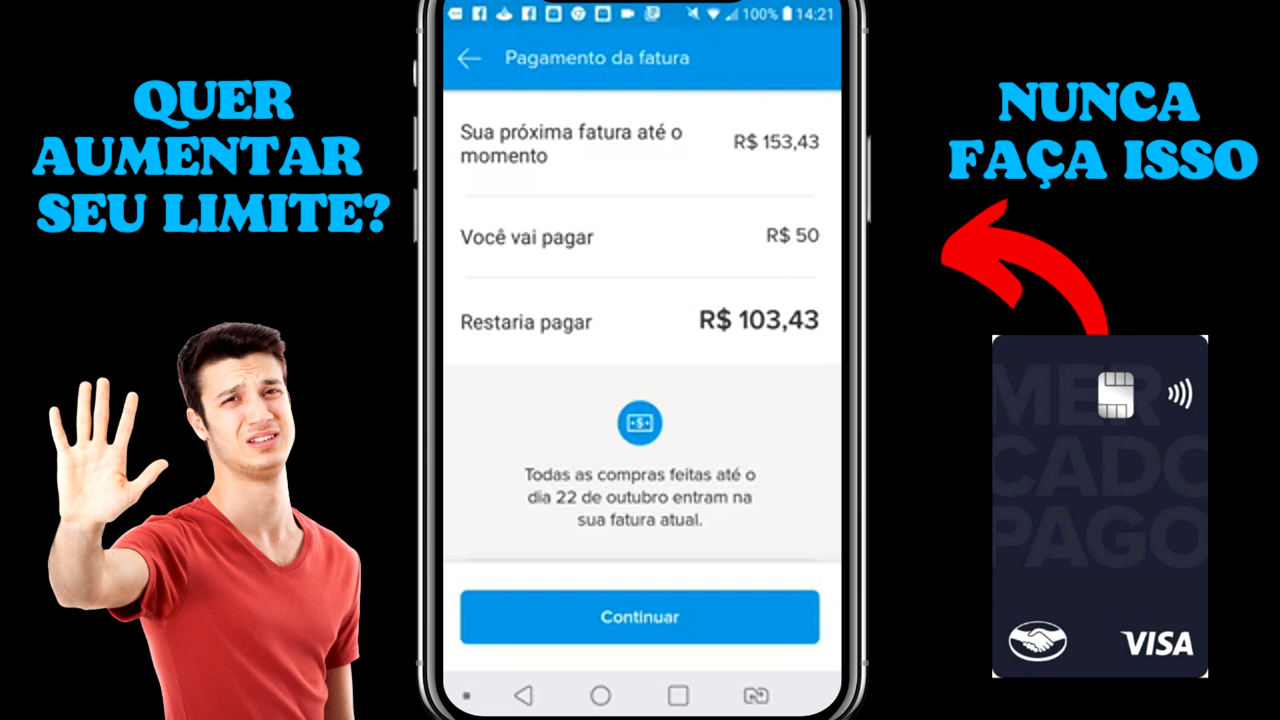 QUER
AUMENTAR
SEU LIMITE?
100% 14:21
Pagamento da fatura
Sua próxima fatura até o
momento
R$ 153,43
Você vai pagar
R$ 50
Restaria pagar
R$ 103,43
Todas as compras feitas até o
dia 22 de outubro entram na
sua fatura atual.
Continuar
NUNCA
FAÇA ISSO
MER
CADO
PAGO
VISA